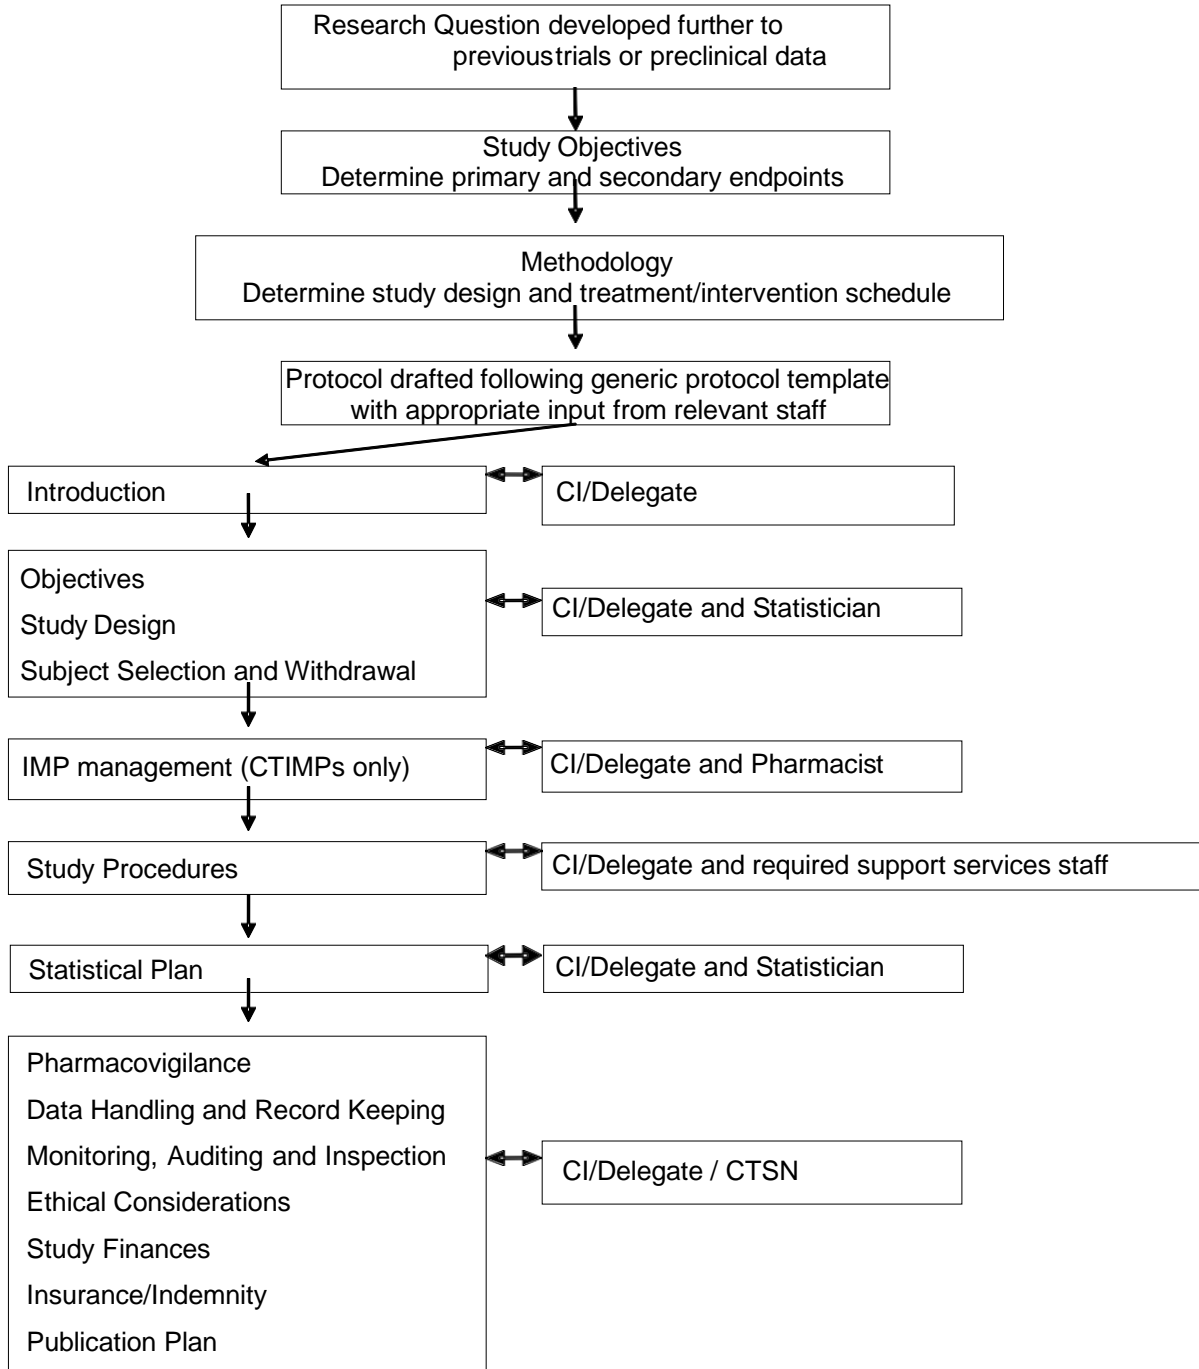 Research Question developed further to
previoustrials or preclinical data
Study Objectives
Determine primary and secondary endpoints
Methodology
Determine study design and treatment/intervention schedule
Protocol drafted following generic protocol template
with appropriate input from relevant staff
Introduction
CI/Delegate
Objectives
Study Design
Subject Selection and Withdrawal
CI/Delegate and Statistician
IMP management (CTIMPs only)
CI/Delegate and Pharmacist
Study Procedures
CI/Delegate and required support services staff
Statistical Plan
CI/Delegate and Statistician
Pharmacovigilance
Data Handling and Record Keeping
Monitoring, Auditing and Inspection
Ethical Considerations
Study Finances
Insurance/Indemnity
Publication Plan
CI/Delegate / CTSN